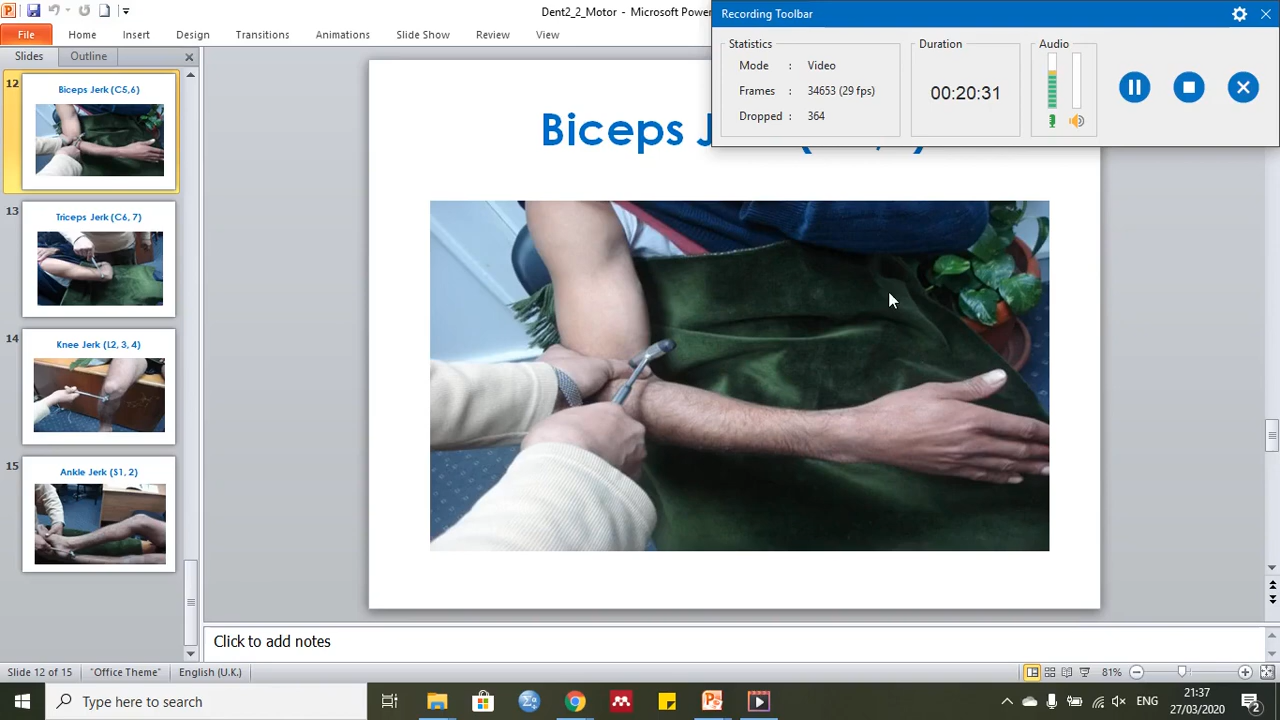 Dent2_2_Motor - Microsoft Power
File
Home
Insert
Design
Transitions
Animations
Slide Show
Review
View
Slides
Outline
12
Biceps Jerk (C5,6)
13
Triceps Jerk (C6, 7)
14
Knee Jerk (L2, 3, 4)
15
Ankle Jerk (S1, 2)
Recording Toolbar
Statistics
Mode : Video
Frames : 34653 (29 fps)
Dropped : 364
Duration
00:20:31
Audio
Biceps J
Click to add notes
Slide 12 of 15
"Office Theme"
English (U.K.)
81%
Type here to search
ENG
21:37
27/03/2020
2